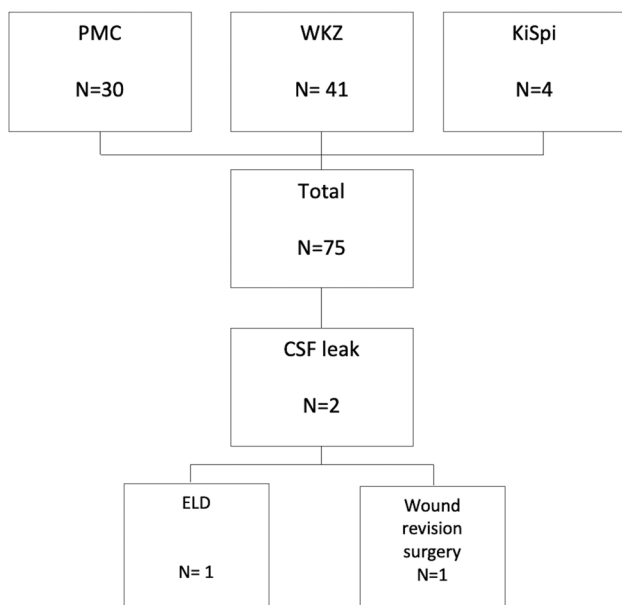 PMC
N=30
WKZ
N= 41
KiSpi
N=4
Total
N=75
CSF leak
N=2
ELD
N= 1
Wound
revision
surgery
N=1